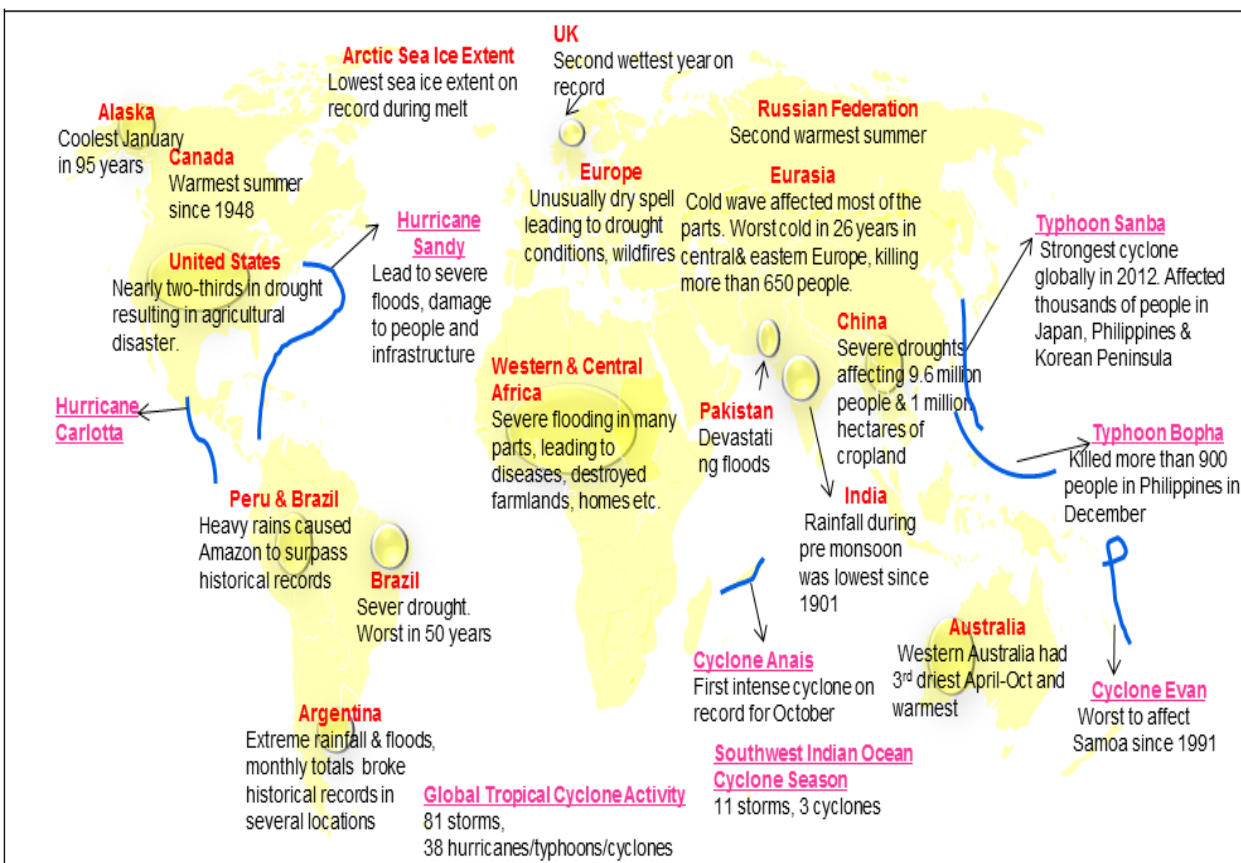 UK
Second wettest year on
record
Arctic Sea Ice Extent
Lowest sea ice extent on
record during melt
Alaska
Coolest January
in 95 years
Canada
Warmest summer
since 1948
Russian Federation
Second warmest summer
Europe
Unusually dry spell
leading to drought
conditions, wildfires
Eurasia
Cold wave affected most of the
parts. Worst cold in 26 years in
central& eastern Europe, killing
more than 650 people.
Hurricane
Sandy
Lead to severe
floods, damage
to people and
infrastructure
Typhoon Sanba
Strongest cyclone
globally in 2012. Affected
thousands of people in
Japan, Philippines &
Korean Peninsula
United States
Nearly two-thirds in drought
resulting in agricultural
disaster.
China
Severe droughts
affecting 9.6 million
people & 1 million
hectares of
cropland
Western & Central
Africa
Severe flooding in many
parts, leading to
diseases, destroyed
farmlands, homes etc.
Pakistan
Devastati
ng floods
Hurricane
Carlotta
Typhoon Bopha
Killed more than 900
people in Philippines in
December
Peru & Brazil
Heavy rains caused
Amazon to surpass
historical records
India
Rainfall during
pre monsoon
was lowest since
1901
Brazil
Sever drought.
Worst in 50 years
Australia
Western Australia had
3rd driest April-Oct and
warmest
Cyclone Anais
First intense cyclone on
record for October
Cyclone Evan
Worst to affect
Samoa since 1991
Argentina
Extreme rainfall & floods,
monthly totals broke
historical records in
several locations
Southwest Indian Ocean
Cyclone Season
11 storms, 3 cyclones
Global Tropical Cyclone Activity
81 storms,
38 hurricanes/typhoons/cyclones